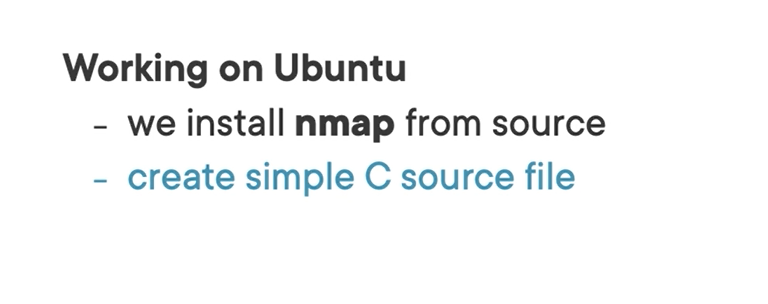 Working on Ubuntu
– we install nmap from source
– create simple C source file